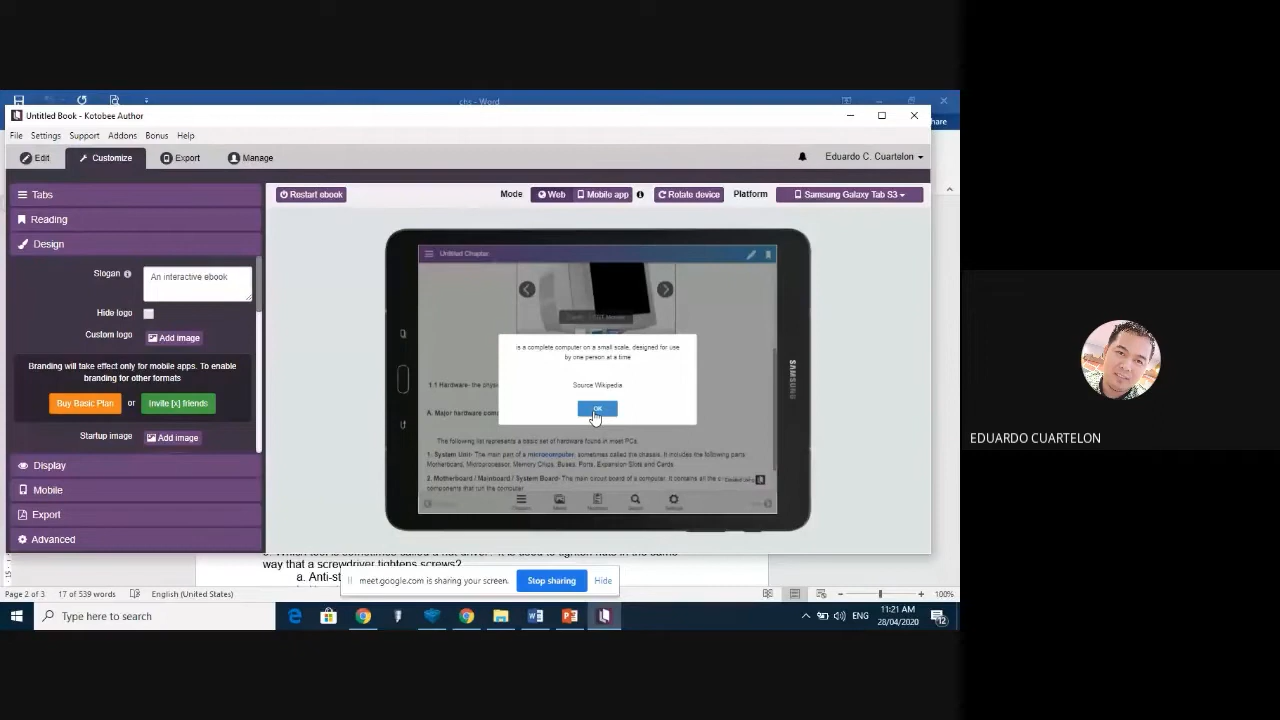 chs - Word
Untitled Book - Kotobee Author
hare
File Settings Support Addons Bonus Help
Edit Customize Export Manage Eduardo C. Cuartelon
Tabs
Restart ebook Mode Web Mobile app Rotate device Platform Samsung Galaxy Tab S3
Reading
Design
Slogan An interactive ebook
Hide logo
Custom logo Add image
Branding will take effect only for mobile apps. To enable
branding for other formats
Buy Basic Plan or Invite [x] friends
Startup image Add image
Display
Mobile
Export
Advanced
Untitled Chapter
is a complete computer on a small scale, designed for use
by one person at a time
Source Wikipedia
OK
1.1 Hardware- the
A. Major hardware
The following list represents a basic set of hardware found in most PCs.
1. System Unit- The main part of a microcomputer, sometimes called the chassis. It includes the following parts:
Motherboards, Microprocessor, Memory Chips, Buses, Ports, Expansion Slots and Cards
2. Motherboard / Mainboard / System Board- The main circuit board of a computer. It contains all the
components that run the computer
SAMSUNG
way that a screwdriver tightens screws?
a. Anti-st
meet.google.com is sharing your screen. Stop sharing Hide
Page 2 of 3 17 of 539 words English (United States) 100%
Type here to search ENG 11:21 AM
28/04/2020
12
EDUARDO CUARTELON